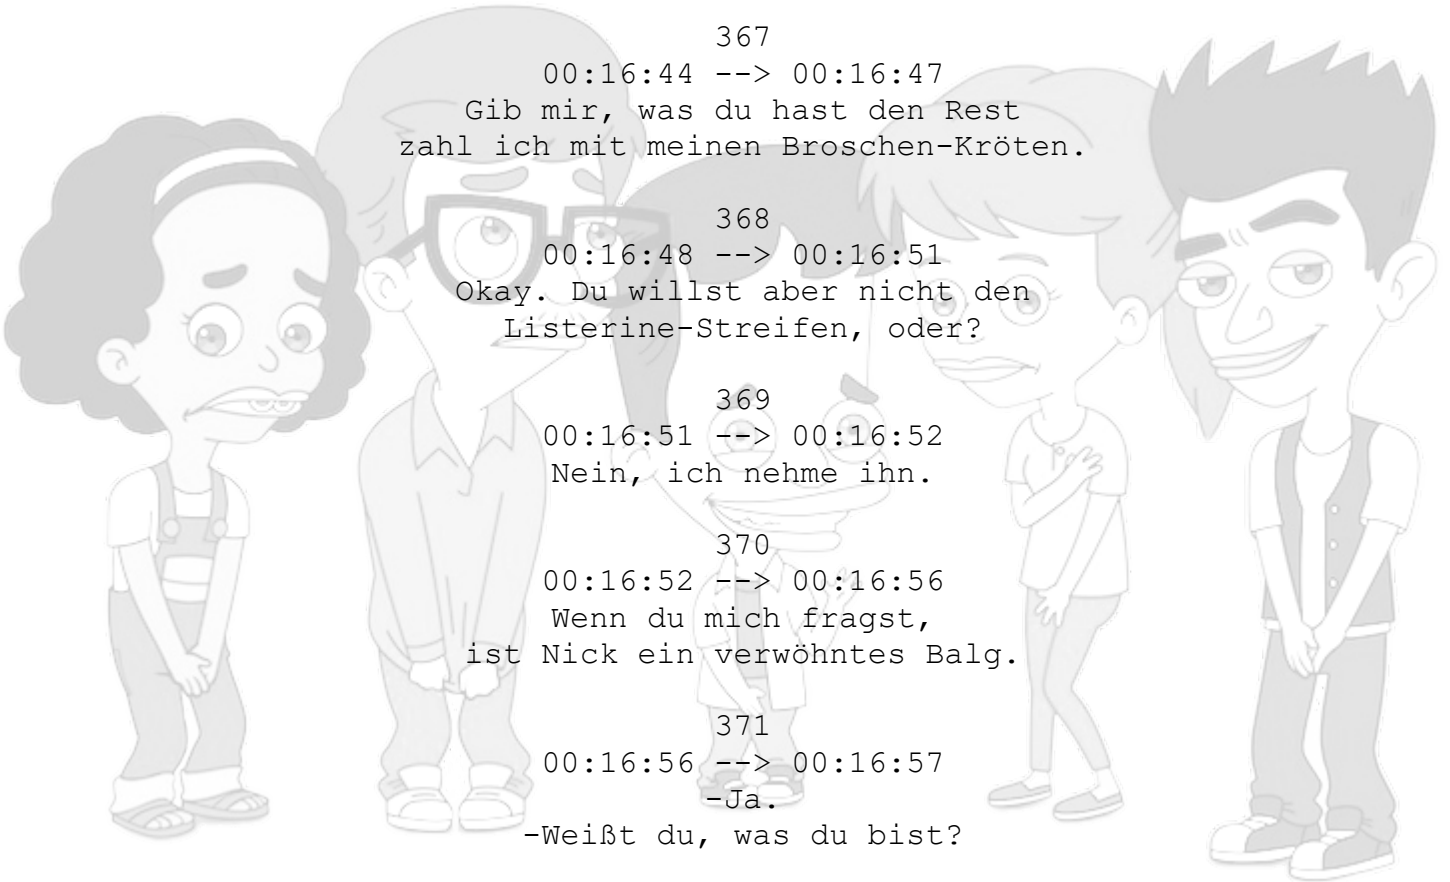 367
00:16:44 --> 00:16:47
Gib mir, was du hast den Rest
zahl ich mit meinen Broschen-Kröten.
368
00:16:48 --> 00:16:51
Okay. Du willst aber nicht den
Listerine-Streifen, oder?
369
00:16:51 --> 00:16:52
Nein, ich nehme ihn.
370
00:16:52 --> 00:16:56
Wenn du mich fragst,
ist Nick ein verwöhntes Balg.
371
00:16:56 --> 00:16:57
-Ja.
-Weißt du, was du bist?